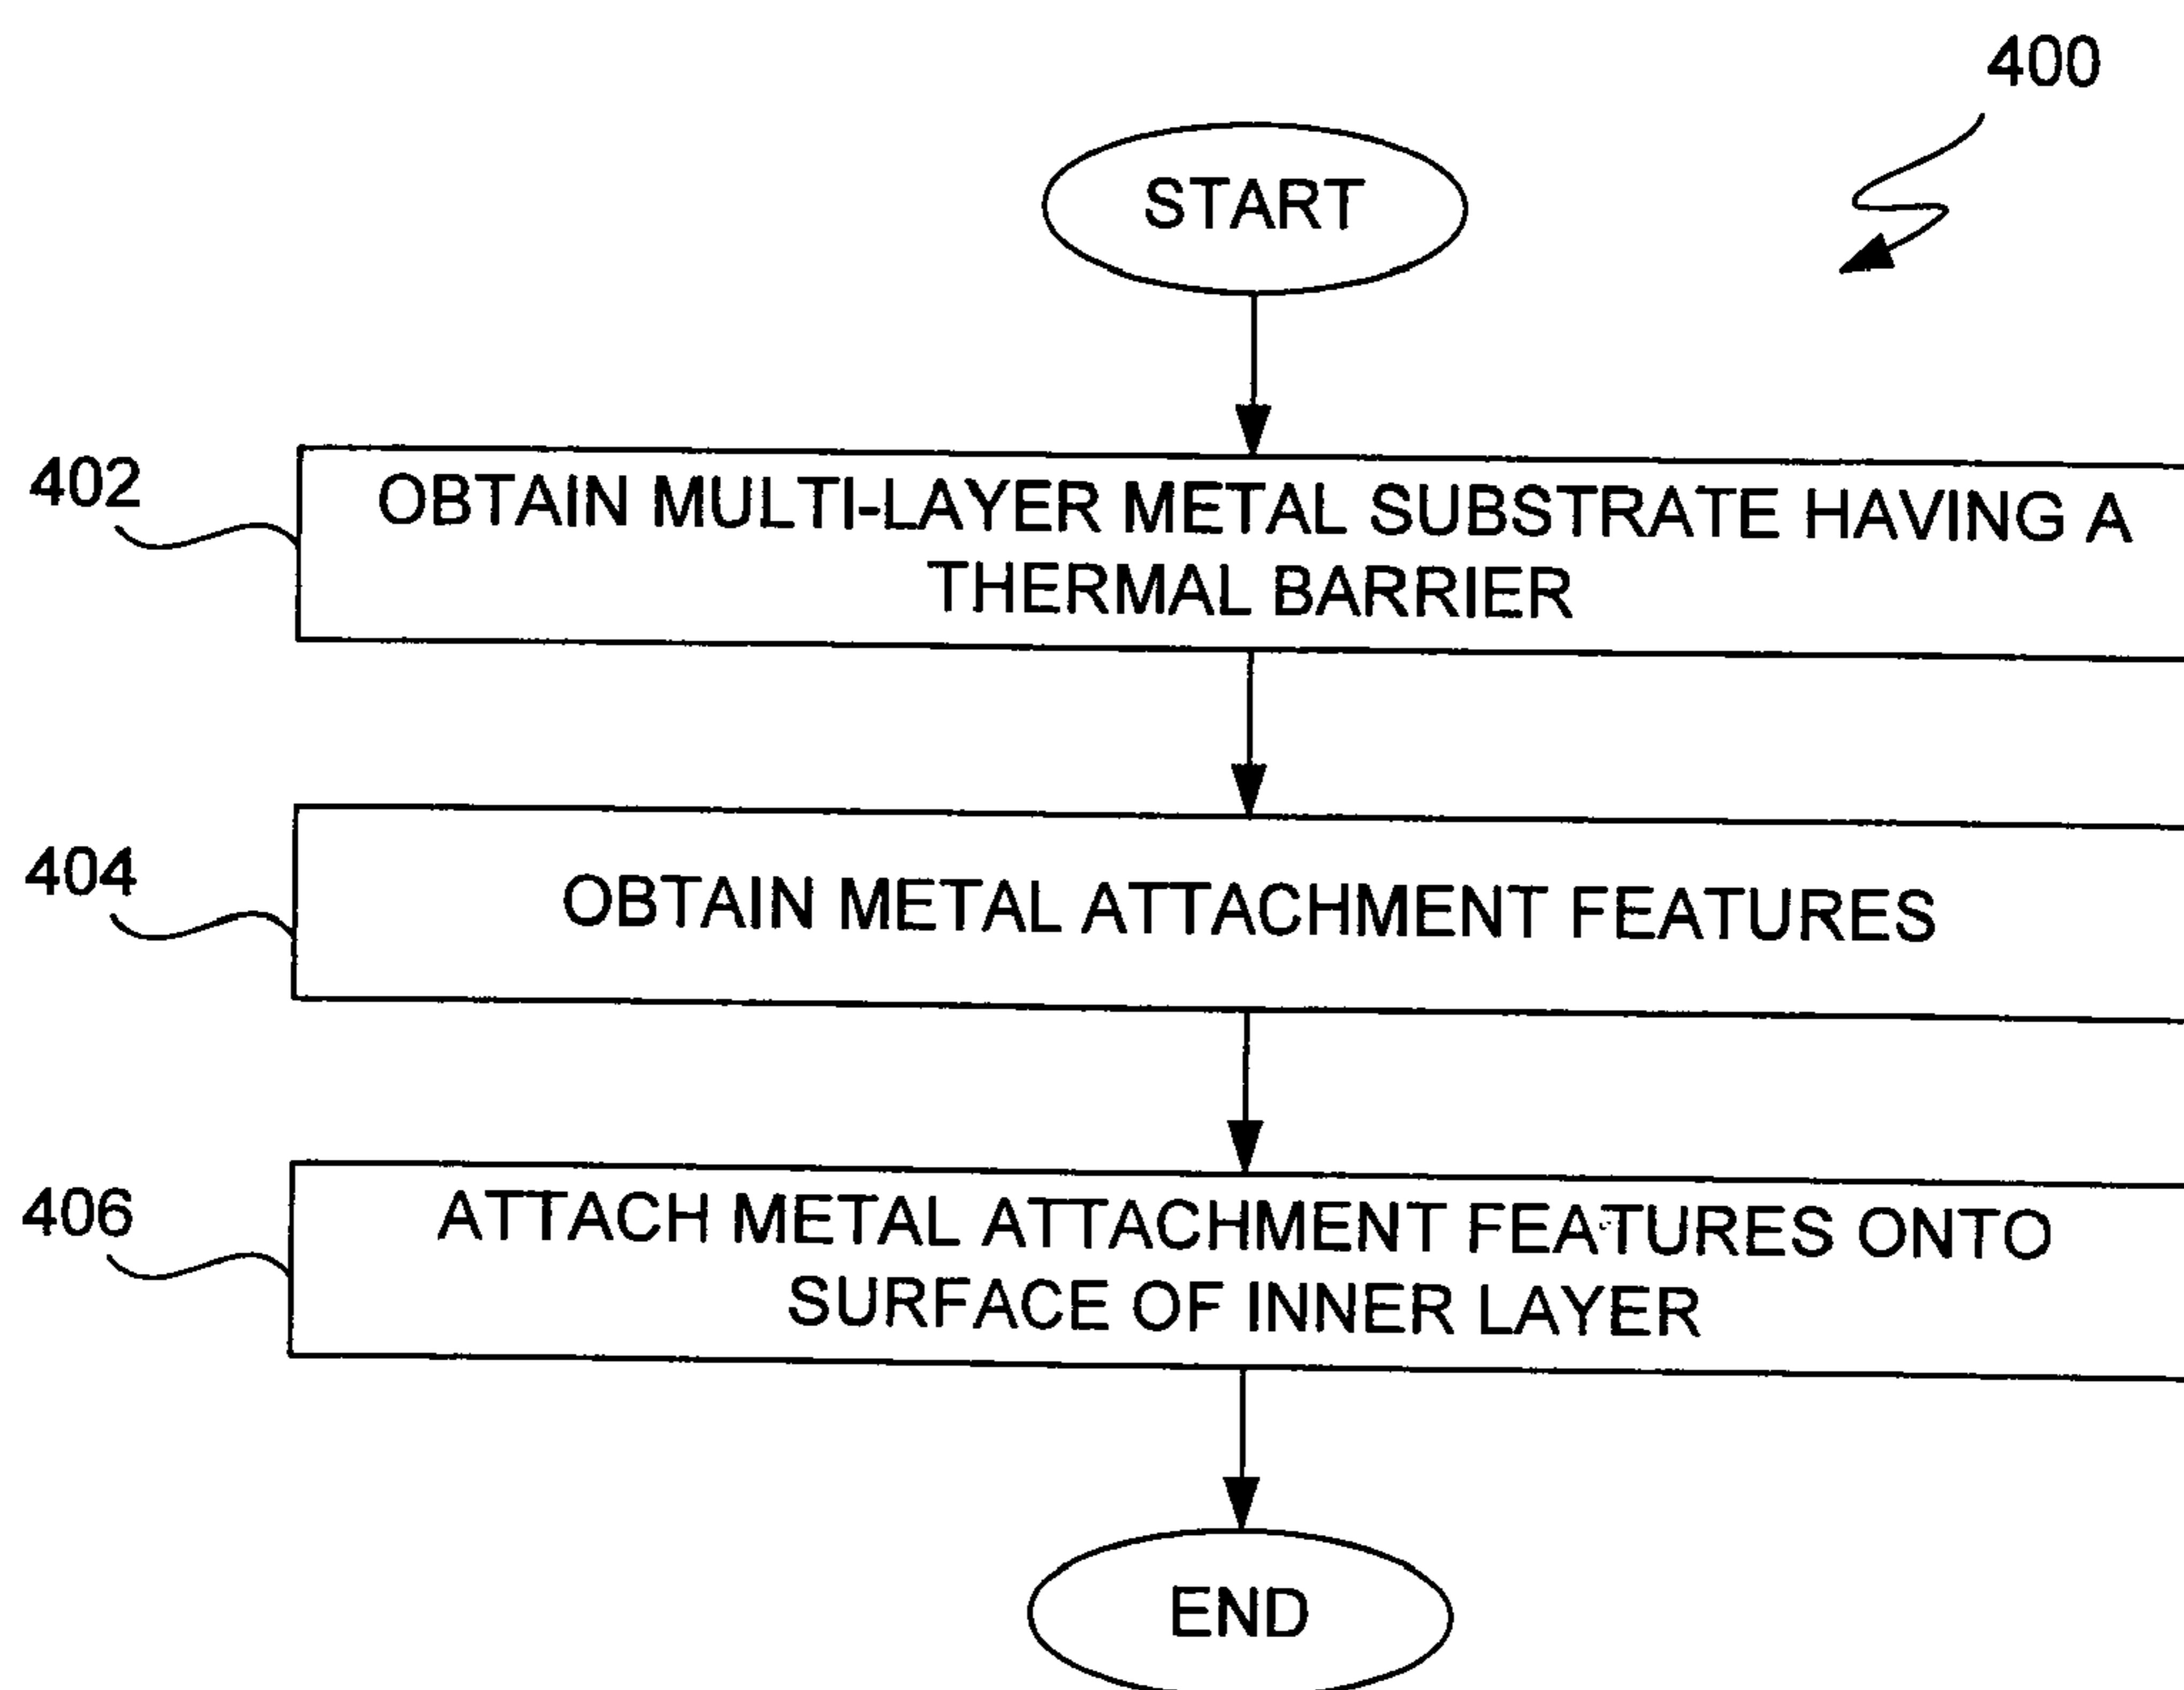 400
START
402
OBTAIN MULTI-LAYER METAL SUBSTRATE HAVING A
THERMAL BARRIER
404
OBTAIN METAL ATTACHMENT FEATURES
406
ATTACH METAL ATTACHMENT FEATURES ONTO
SURFACE OF INNER LAYER
END